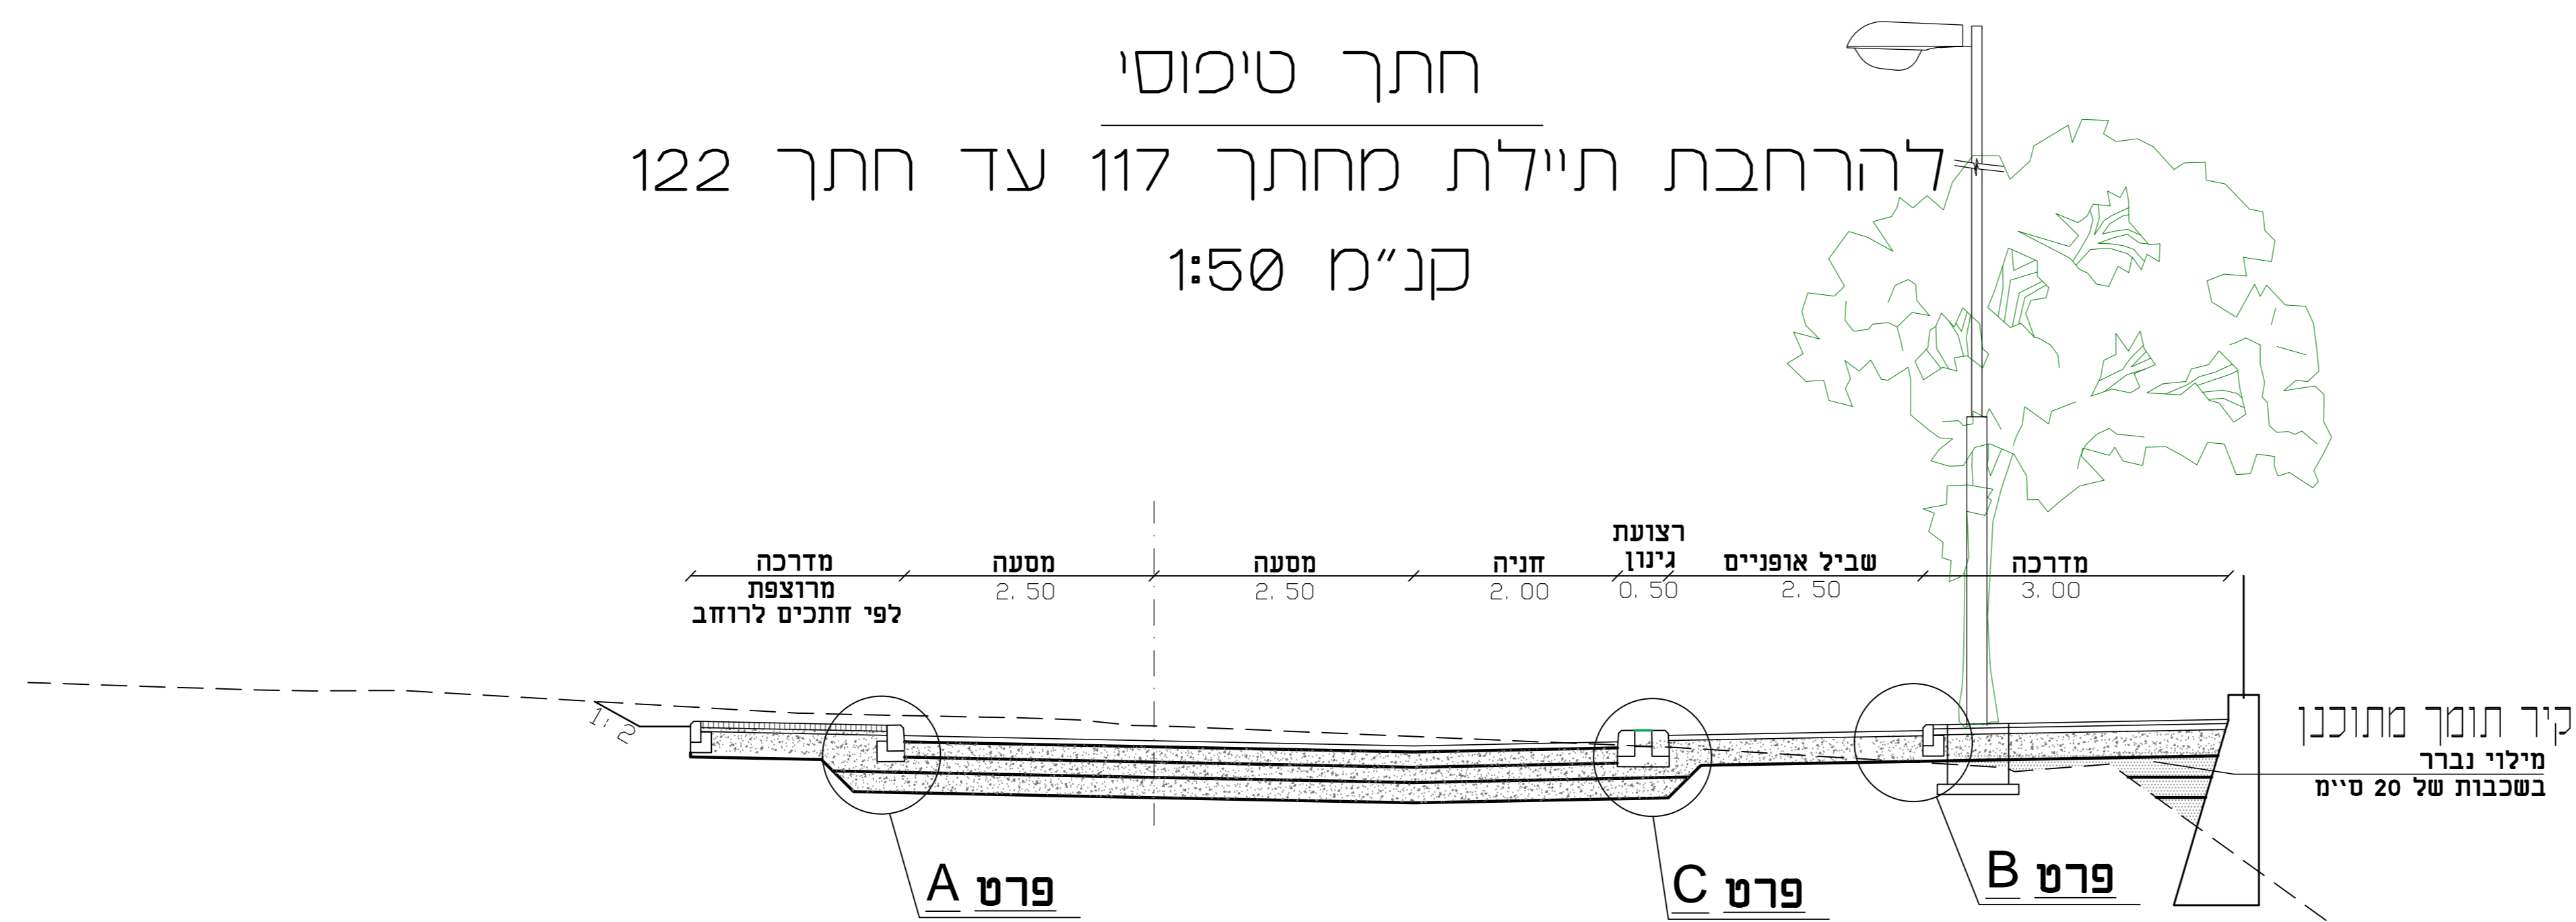 חתך טיפוסי
להרחבת תיילת מחתך 117 עד חתך 122
קנ"מ 1:50
מדרכה
מרוצפת
לפי חתכים לרוחב
מסעה
2.50
מסעה
2.50
חניה
2.00
רצועת
גינון
0.50
שביל אופניים
2.50
מדרכה
3.00
1:2
קיר תומך מתוכנן
מילוי נברר
בשכבות של 20 ס"מ
פרט A
פרט C
פרט B